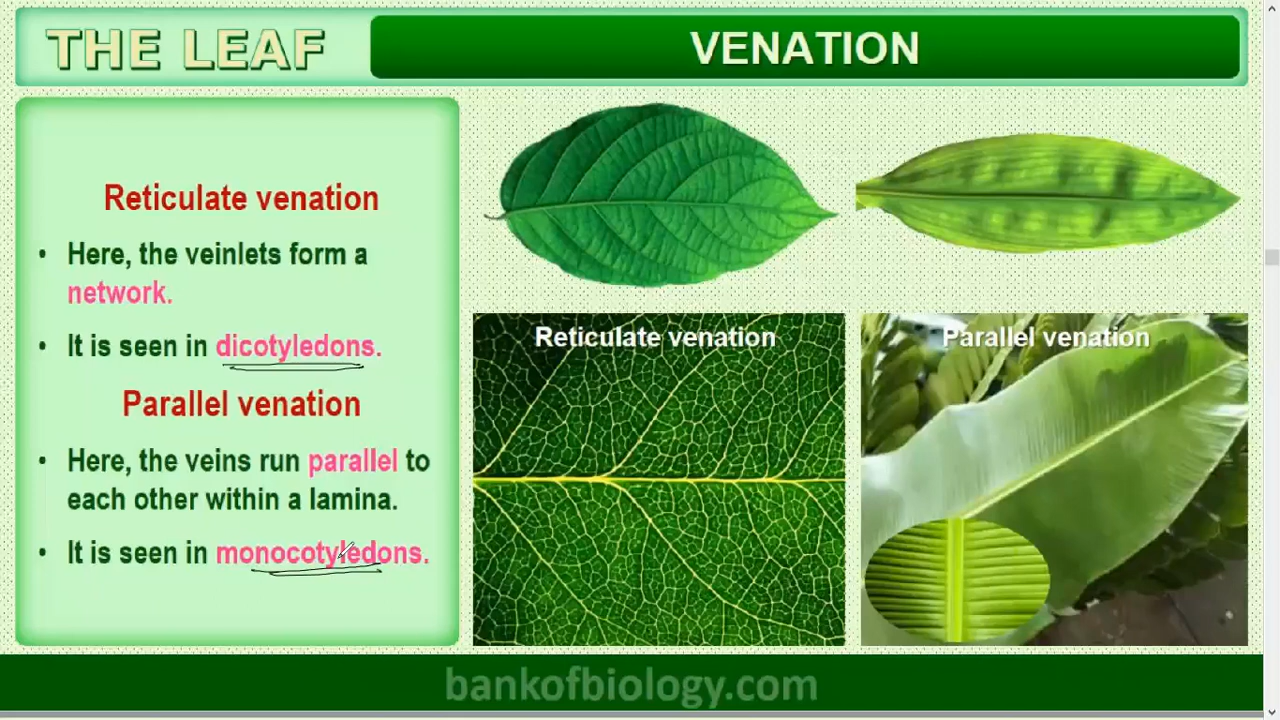 THE LEAF
VENATION
Reticulate venation
• Here, the veinlets form a
network.
• It is seen in dicotyledons.
Parallel venation
• Here, the veins run parallel to
each other within a lamina.
• It is seen in monocotyledons.
Reticulate venation
Parallel venation
bankofbiology.com